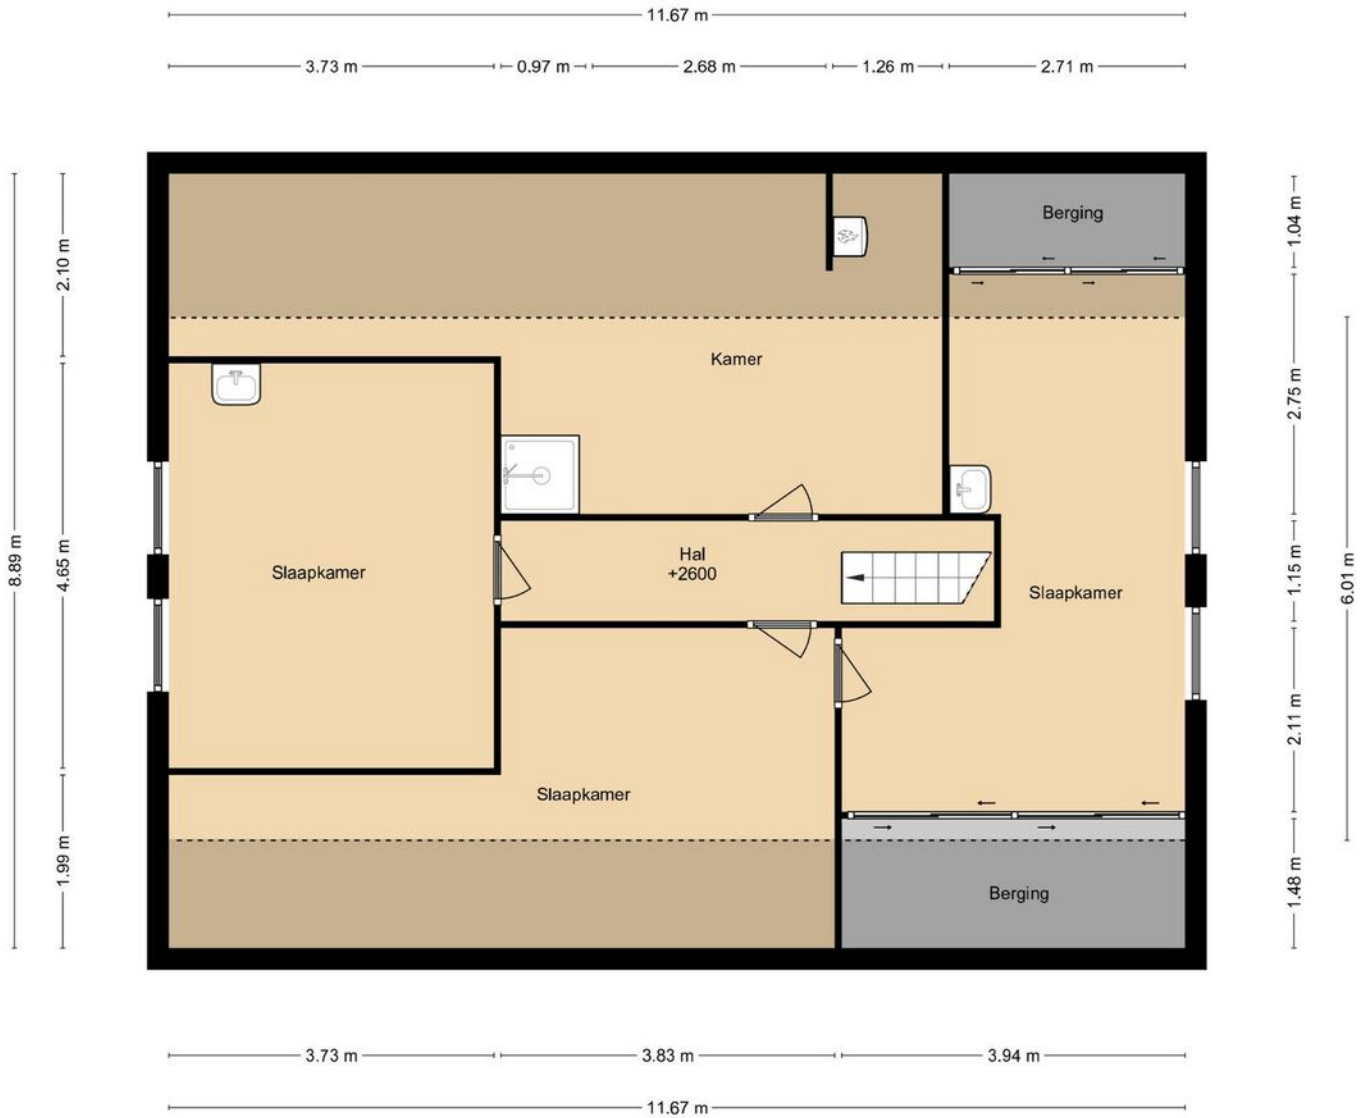 11.67 m
3.73 m
0.97 m
2.68 m
1.26 m
2.71 m
Berging
1.04 m
2.10 m
Kamer
2.75 m
8.89 m
4.65 m
Slaapkamer
Hal
+2600
Slaapkamer
1.15 m
6.01 m
2.11 m
Slaapkamer
1.99 m
Berging
1.48 m
3.73 m
3.83 m
3.94 m
11.67 m